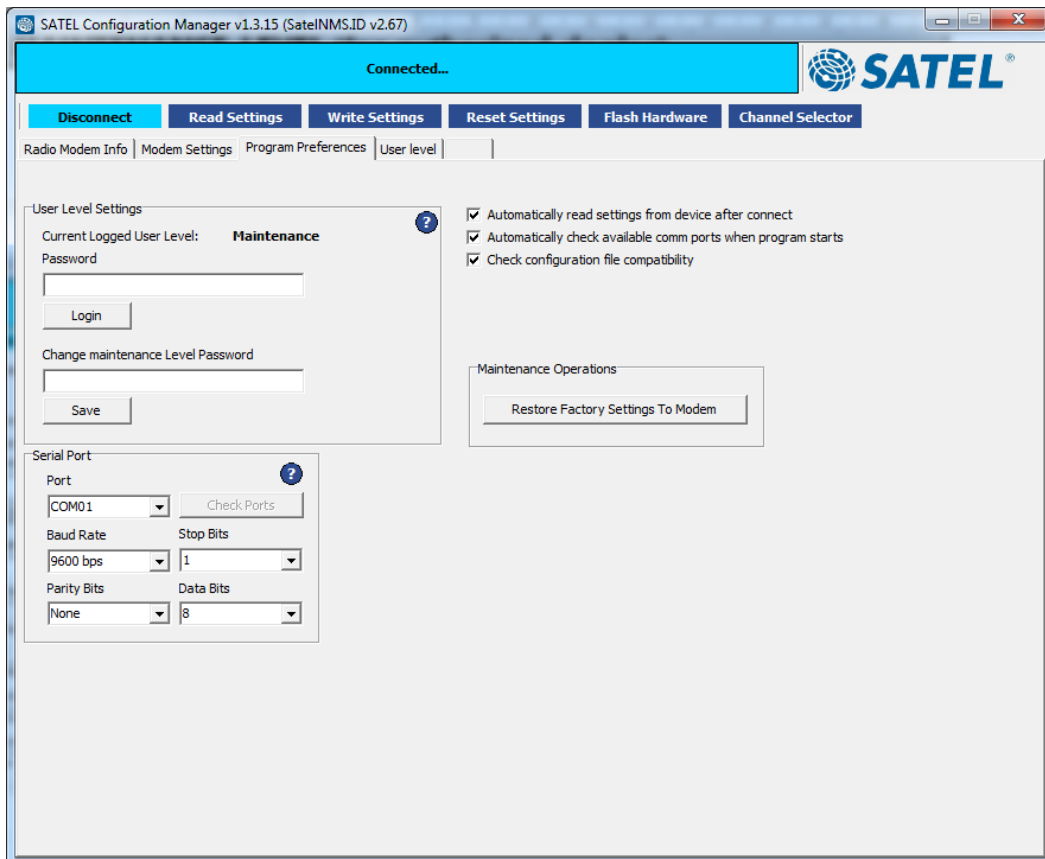 SATEL Configuration Manager v1.3.15 (SatelNMS.ID v2.67)
Connected...
SATEL®
Disconnect Read Settings Write Settings Reset Settings Flash Hardware Channel Selector
Radio Modem Info Modem Settings Program Preferences User level
User Level Settings
?
Current Logged User Level: Maintenance
Password
Login
Change maintenance Level Password
Save
Automatically read settings from device after connect
Automatically check available comm ports when program starts
Check configuration file compatibility
Maintenance Operations
Restore Factory Settings To Modem
Serial Port
?
Port
COM01 Check Ports
Baud Rate Stop Bits
9600 bps 1
Parity Bits Data Bits
None 8